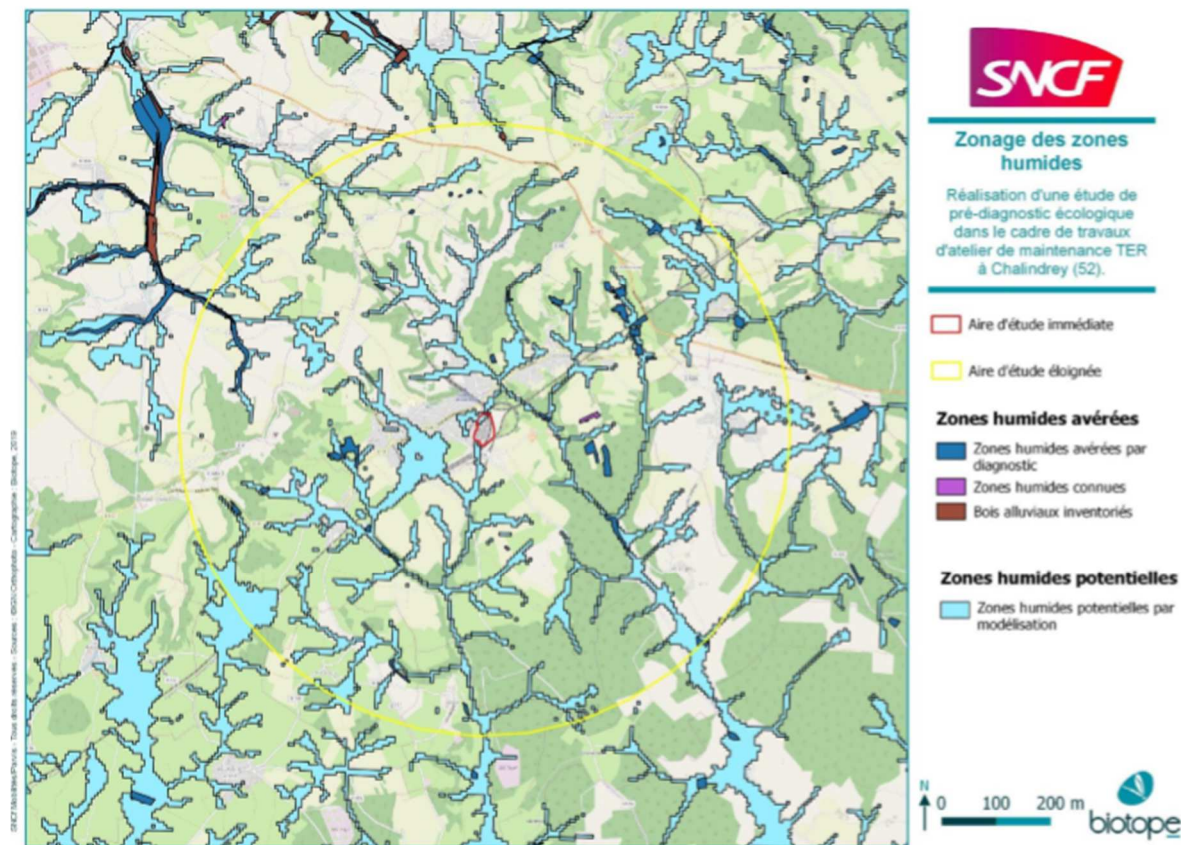 SNCF
Zonage des zones
humides
Réalisation d'une étude de
pré-diagnostic écologique
dans le cadre de travaux
d'atelier de maintenance TER
à Chalindrey (52).
Aire d'étude immédiate
Aire d'étude éloignée
Zones humides avérées
Zones humides avérées par
diagnostic
Zones humides connues
Bois alluviaux inventoriés
Zones humides potentielles
Zones humides potentielles par
modélisation
N
0 100 200 m
biotope